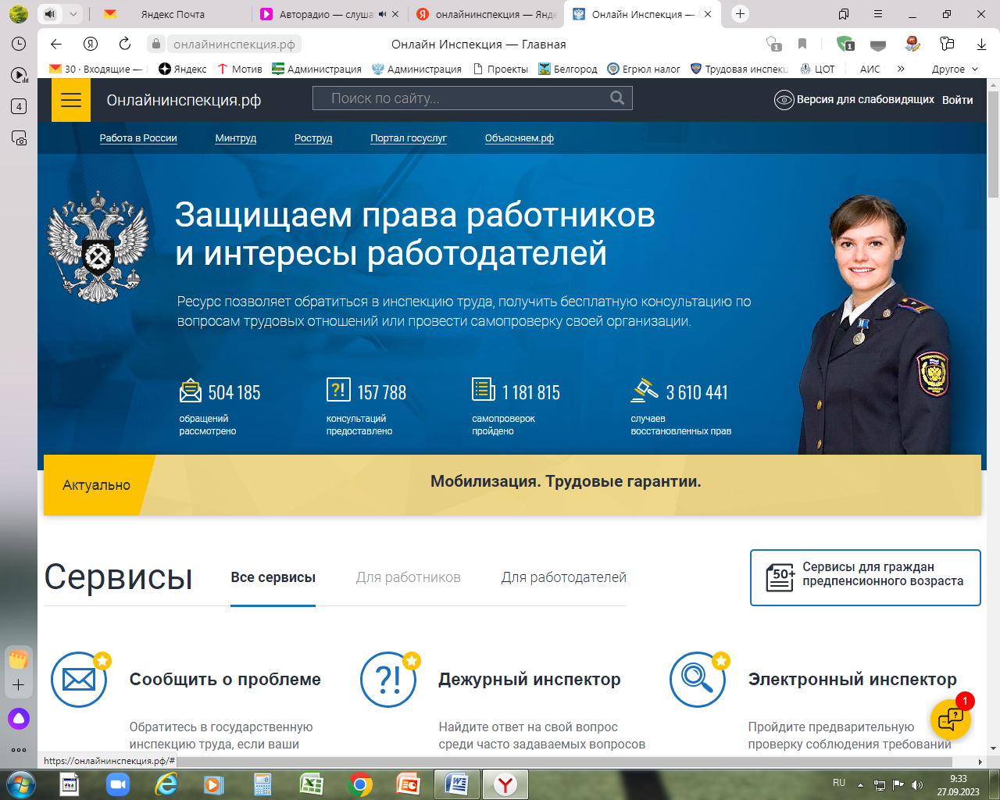 Яндекс Почта
Авторадио — слуша
онлайнинспекция — Янде
Онлайн Инспекция —
онлайнинспекция.рф
Онлайн Инспекция — Главная
1
1
30 · Входящие —
Яндекс
Мотив
Администрация
Администрация
Проекты
Белгород
Егрюл налог
Трудовая инспекц
ЦОТ
АИС
»
Другое
4
Онлайнинспекция.рф
Поиск по сайту...
Версия для слабовидящих
Войти
Работа в России
Минтруд
Роструд
Портал госуслуг
Объясняем.рф
Защищаем права работников
и интересы работодателей
Ресурс позволяет обратиться в инспекцию труда, получить бесплатную консультацию по
вопросам трудовых отношений или провести самопроверку своей организации.
504 185
обращений
рассмотрено
?!
157 788
консультаций
предоставлено
1 181 815
самопроверок
пройдено
3 610 441
случаев
восстановленных прав
Актуально
Мобилизация. Трудовые гарантии.
Сервисы
Все сервисы
Для работников
Для работодателей
50+
Сервисы для граждан
предпенсионного возраста
Сообщить о проблеме
Обратитесь в государственную
инспекцию труда, если ваши
?!
Дежурный инспектор
Найдите ответ на свой вопрос
среди часто задаваемых вопросов
Электронный инспектор
Пройдите предварительную
проверку соблюдения требований
1
https://онлайнинспекция.рф/#
RU
9:33
27.09.2023